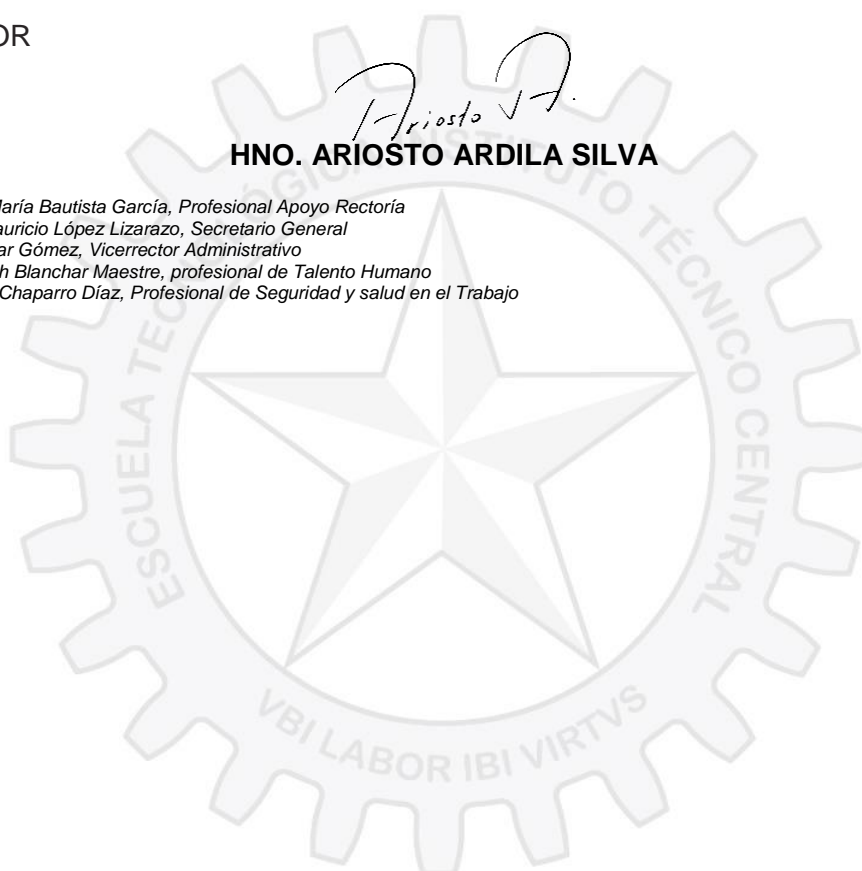 OR
Ariosto A.
HNO. ARIOSTO ARDILA SILVA
aría Bautista García, Profesional Apoyo Rectoría
auricio López Lizarazo, Secretario General
ar Gómez, Vicerrector Administrativo
h Blanchar Maestre, profesional de Talento Humano
Chaparro Díaz, Profesional de Seguridad y salud en el Trabajo
ESCUELA TECNOLÓGICA INSTITUTO TÉCNICO CENTRAL
VBI LABOR IBI VIRTVS